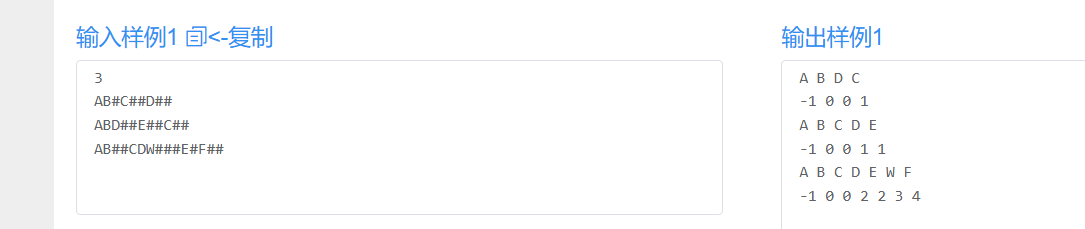 输入样例1 <-复制
3
AB#C##D##
ABD##E##C##
AB##CDW###E#F##
输出样例1
A B D C
-1 0 0 1
A B C D E
-1 0 0 1 1
A B C D E W F
-1 0 0 2 2 3 4